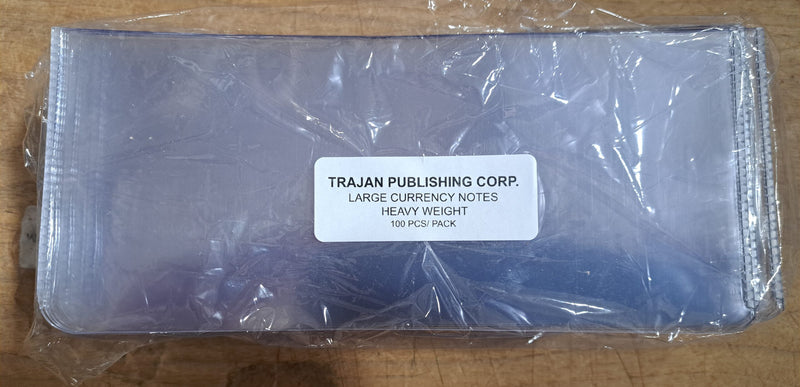 TRAJAN PUBLISHING CORP.
LARGE CURRENCY NOTES
HEAVY WEIGHT
100 PCS/ PACK